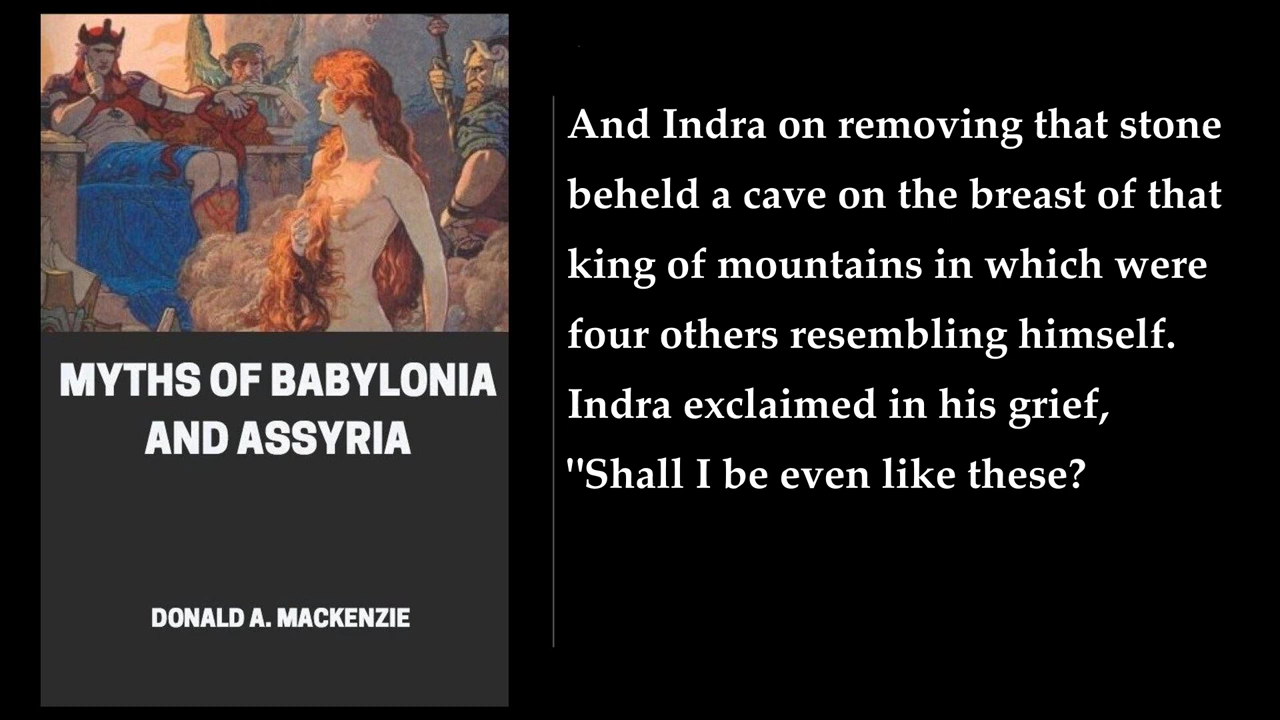 MYTHS OF BABYLONIA
AND ASSYRIA
DONALD A. MACKENZIE
And Indra on removing that stone
beheld a cave on the breast of that
king of mountains in which were
four others resembling himself.
Indra exclaimed in his grief,
"Shall I be even like these?